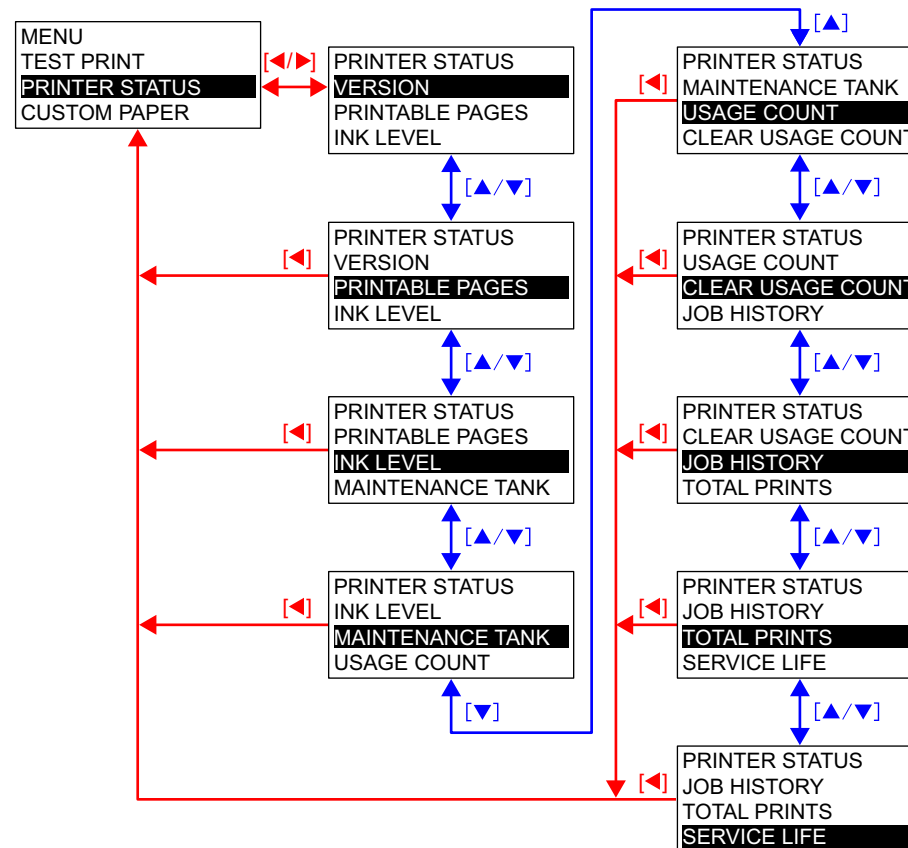 MENU
TEST PRINT
PRINTER STATUS
CUSTOM PAPER
[◀/▶]
PRINTER STATUS
VERSION
PRINTABLE PAGES
INK LEVEL
[▲/▼]
[◀]
PRINTER STATUS
VERSION
PRINTABLE PAGES
INK LEVEL
[▲/▼]
[◀]
PRINTER STATUS
PRINTABLE PAGES
INK LEVEL
MAINTENANCE TANK
[▲/▼]
[◀]
PRINTER STATUS
INK LEVEL
MAINTENANCE TANK
USAGE COUNT
[▼]
[▲]
[◀]
PRINTER STATUS
MAINTENANCE TANK
USAGE COUNT
CLEAR USAGE COUNT
[▲/▼]
[◀]
PRINTER STATUS
USAGE COUNT
CLEAR USAGE COUNT
JOB HISTORY
[▲/▼]
[◀]
PRINTER STATUS
CLEAR USAGE COUNT
JOB HISTORY
TOTAL PRINTS
[▲/▼]
[◀]
PRINTER STATUS
JOB HISTORY
TOTAL PRINTS
SERVICE LIFE
[▲/▼]
[◀]
PRINTER STATUS
JOB HISTORY
TOTAL PRINTS
SERVICE LIFE